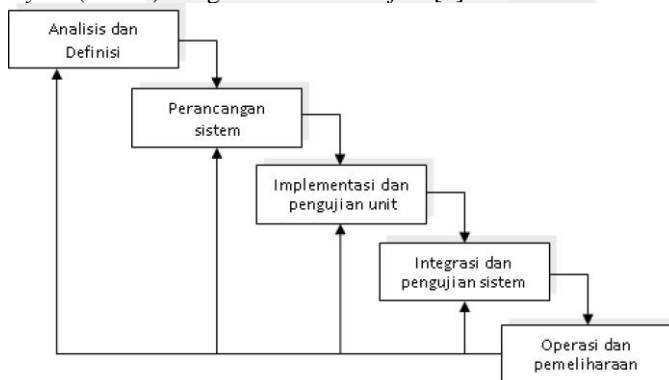 Analisis dan
Definisi
Perancangan
sistem
Implementasi dan
pengujian unit
Integrasi dan
pengujian sistem
Operasi dan
pemeliharaan